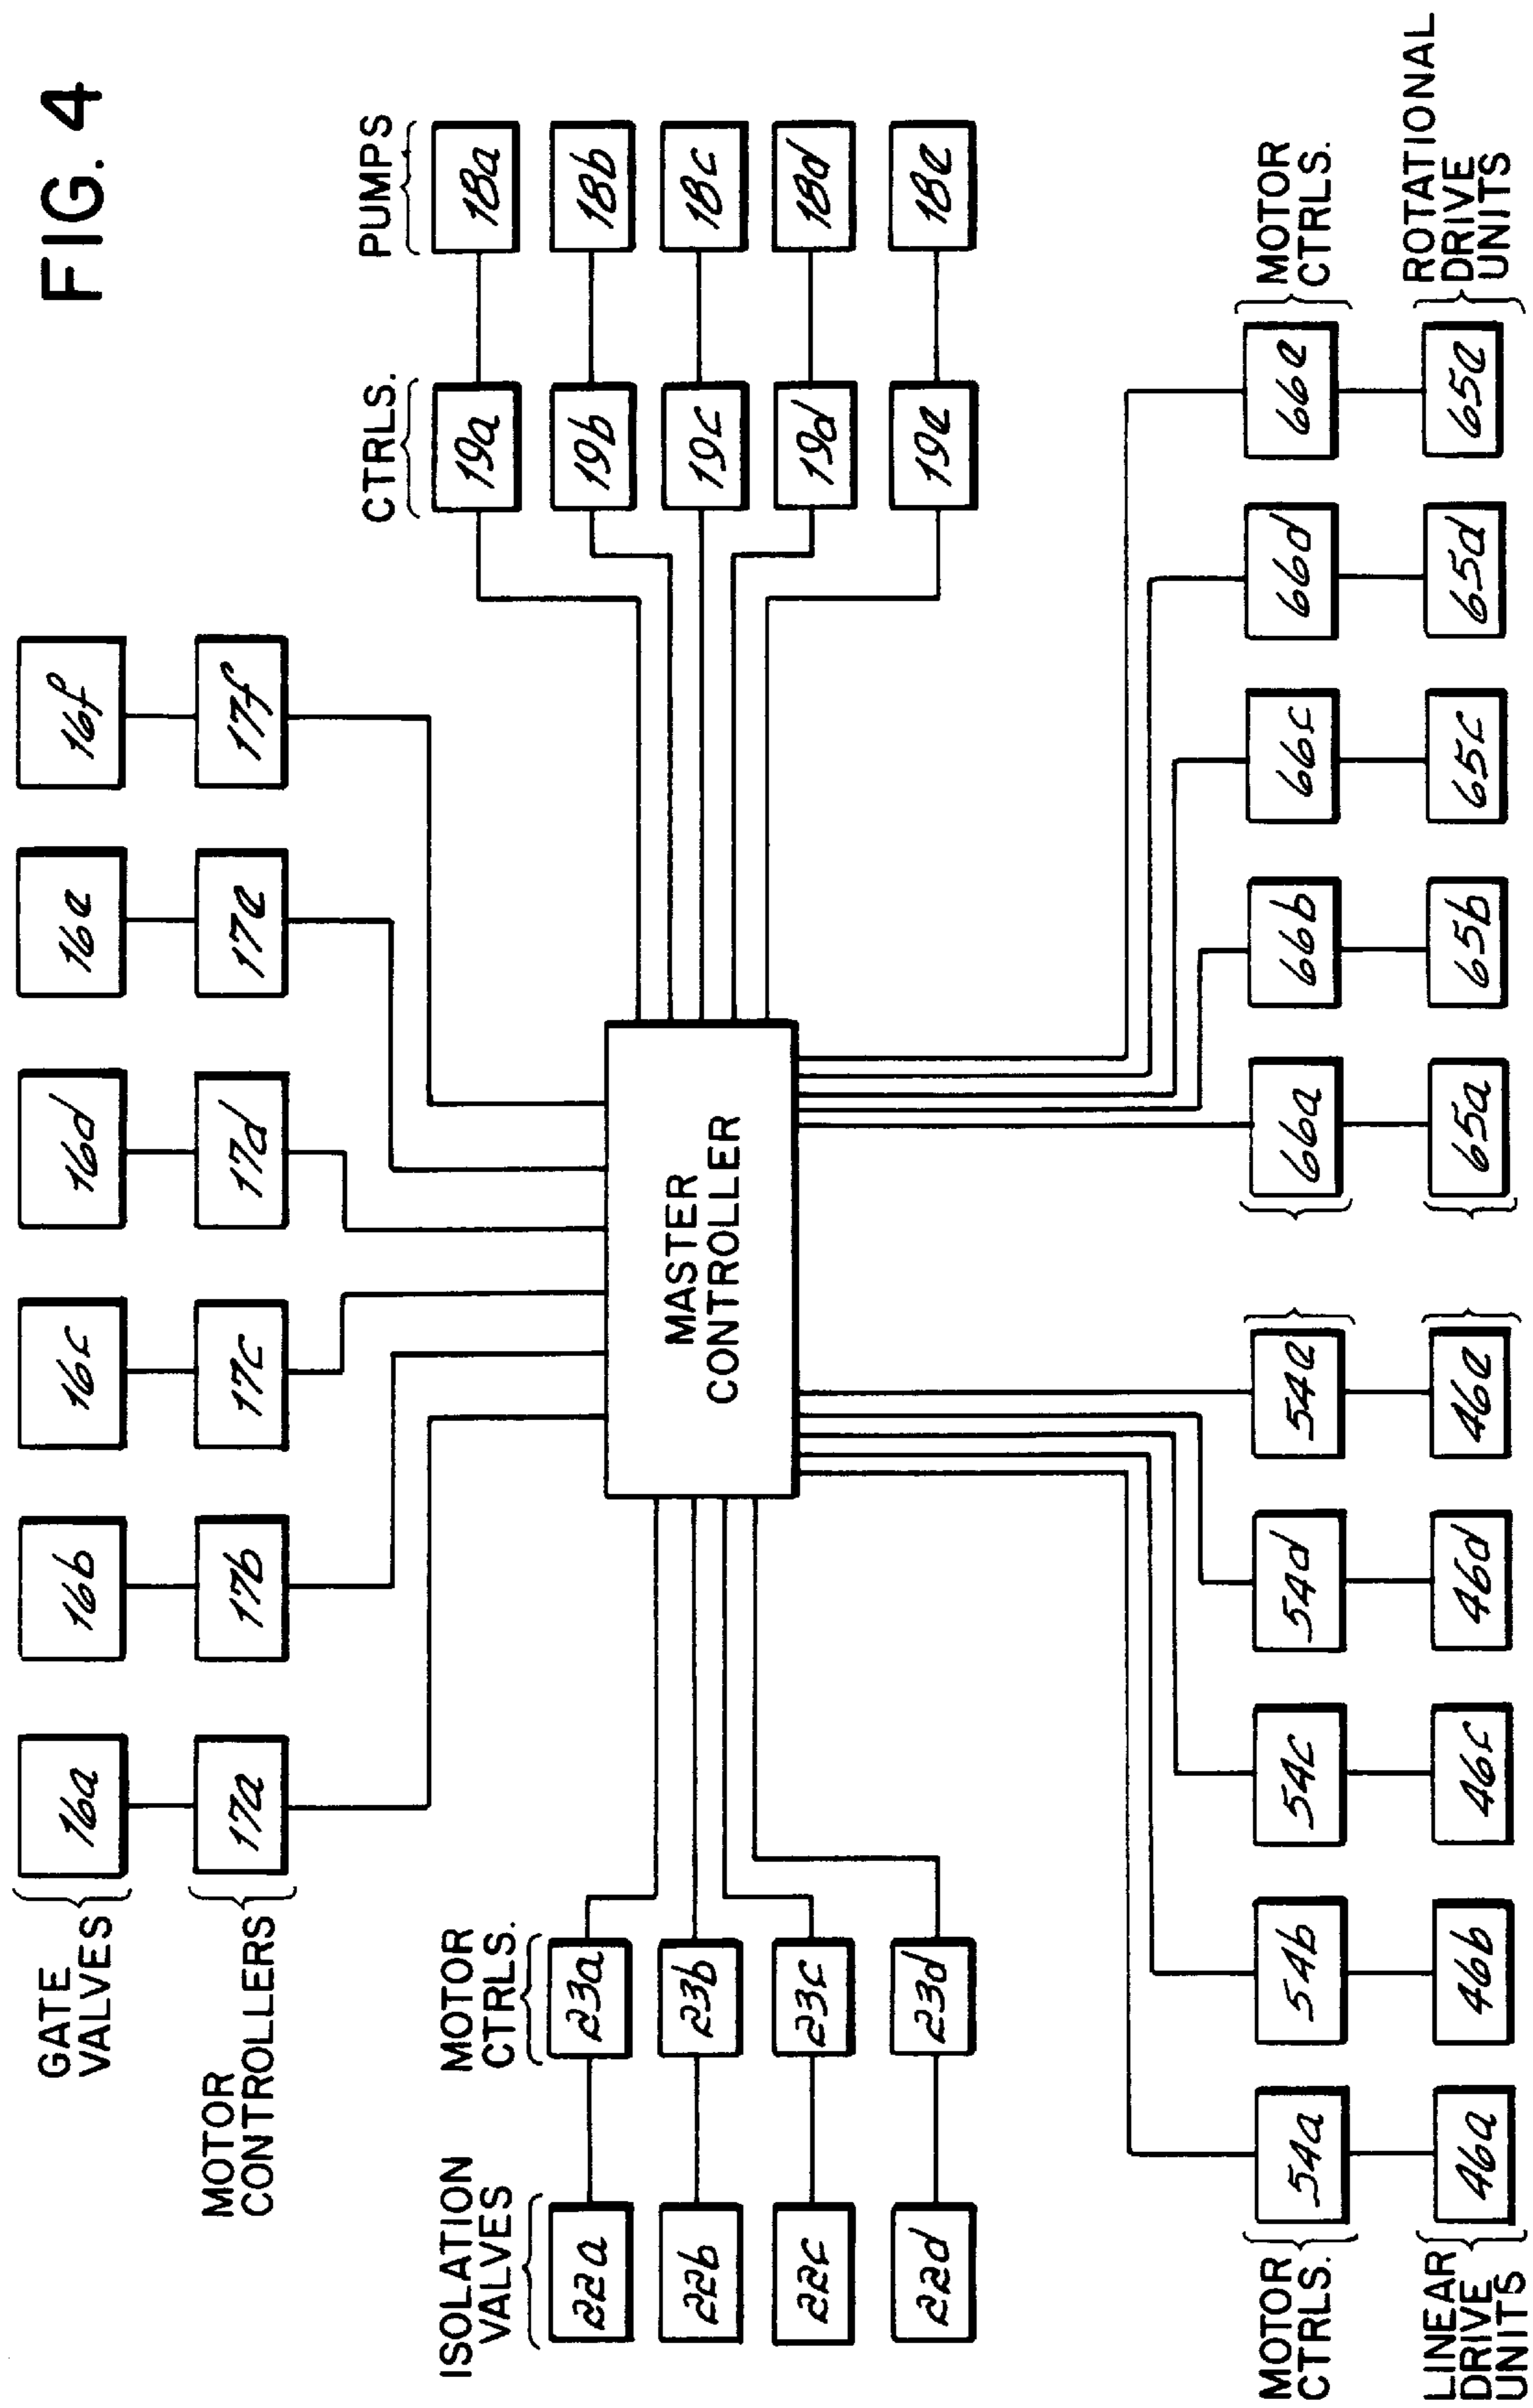 FIG. 4
GATE
VALVES
16a
16b
16c
16d
16e
16f
MOTOR
CONTROLLERS
17a
17b
17c
17d
17e
17f
ISOLATION
VALVES
MOTOR
CTRLS.
22a
23a
22b
23b
22c
23c
22d
23d
MASTER
CONTROLLER
CTRLS.
PUMPS
19a
18a
19b
18b
19c
18c
19d
18d
19e
18e
MOTOR
CTRLS.
54a
54b
54c
54d
54e
66a
66b
66c
66d
66e
MOTOR
CTRLS.
LINEAR
DRIVE
UNITS
46a
46b
46c
46d
46e
65a
65b
65c
65d
65e
ROTATIONAL
DRIVE
UNITS